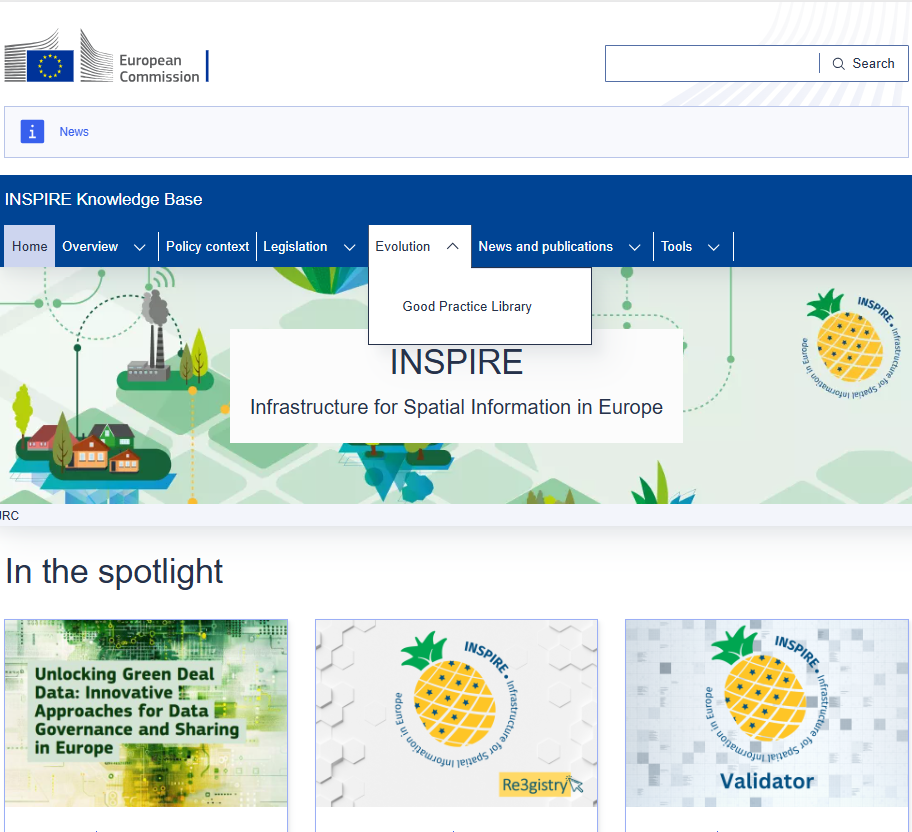 European
Commission
Search
News
INSPIRE Knowledge Base
Home
Overview
Policy context
Legislation
Evolution
News and publications
Tools
Good Practice Library
INSPIRE
Infrastructure for Spatial Information in Europe
INSPIRE • Infrastructure for Spatial Information in Europe
JRC
In the spotlight
Unlocking Green Deal
Data: Innovative
Approaches for Data
Governance and Sharing
in Europe
INSPIRE • Infrastructure for Spatial Information in Europe
Re3gistry
INSPIRE • Infrastructure for Spatial Information in Europe
Validator